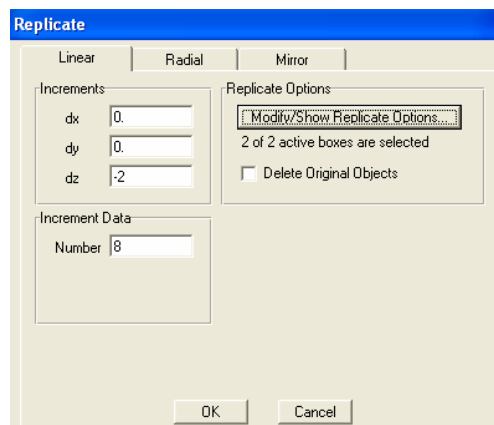 Replicate
Linear Radial Mirror
Increments
dx 0.
dy 0.
dz -2
Replicate Options
Modify/Show Replicate Options...
2 of 2 active boxes are selected
Delete Original Objects
Increment Data
Number 8
OK Cancel